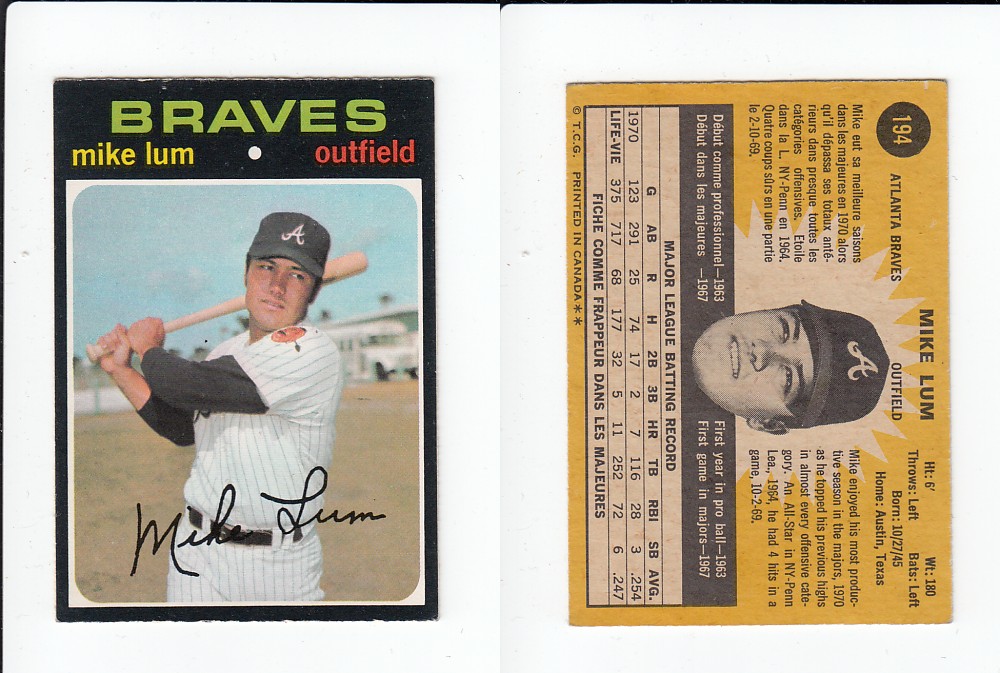 BRAVES
mike lum • outfield
A
Mike Lum
194
MIKE LUM
ATLANTA BRAVES OUTFIELD
Ht: 6' Wt: 180
Throws: Left Bats: Left
Born: 10/27/45
Home: Austin, Texas
A
Mike eut sa meilleure saisons
dans les majeures en 1970 alors
qu'il dépassa ses totaux anté-
rieurs dans presque toutes les
catégories offensives. Etoile
dans la L. NY-Penn en 1964.
Quatre coups sûrs en une partie
le 2-10-69.
Mike enjoyed his most produc-
tive season in the majors, 1970
as he topped his previous highs
in almost every offensive cate-
gory. An All-Star in NY-Penn
Lea., 1964, he had 4 hits in a
game, 10-2-69.
Début comme professionnel—1963
Début dans les majeures —1967
First year in pro ball—1963
First game in majors—1967
MAJOR LEAGUE BATTING RECORD
G AB R H 2B 3B HR TB RBI SB AVG.
1970 123 291 25 74 17 2 7 116 28 3 .254
LIFE-VIE 375 717 68 177 32 5 11 252 72 6 .247
FICHE COMME FRAPPEUR DANS LES MAJEURES
© T.C.G. PRINTED IN CANADA**